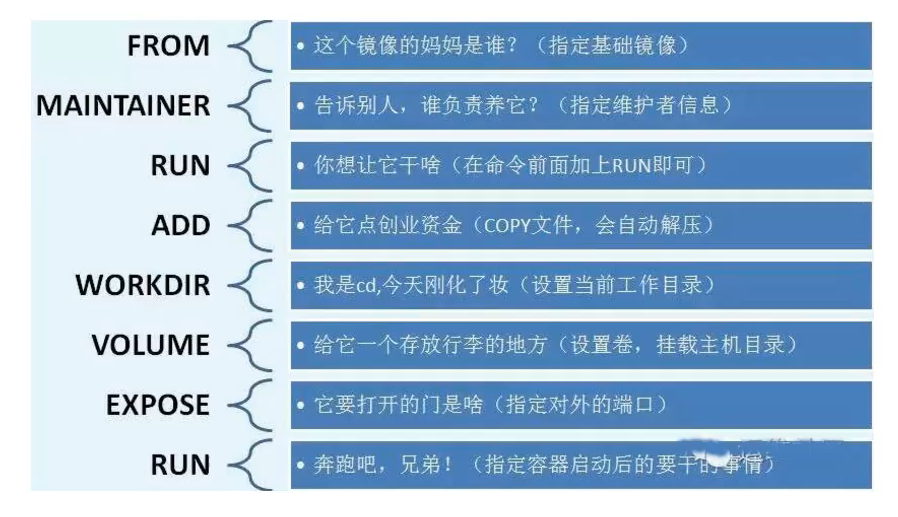 FROM
• 这个镜像的妈妈是谁？（指定基础镜像）
MAINTAINER
• 告诉别人，谁负责养它？（指定维护者信息）
RUN
• 你想让它干啥（在命令前面加上RUN即可）
ADD
• 给它点创业资金（COPY文件，会自动解压）
WORKDIR
• 我是cd,今天刚化了妆（设置当前工作目录）
VOLUME
• 给它一个存放行李的地方（设置卷，挂载主机目录）
EXPOSE
• 它要打开的门是啥（指定对外的端口）
RUN
• 奔跑吧，兄弟！（指定容器启动后的要干的事情）